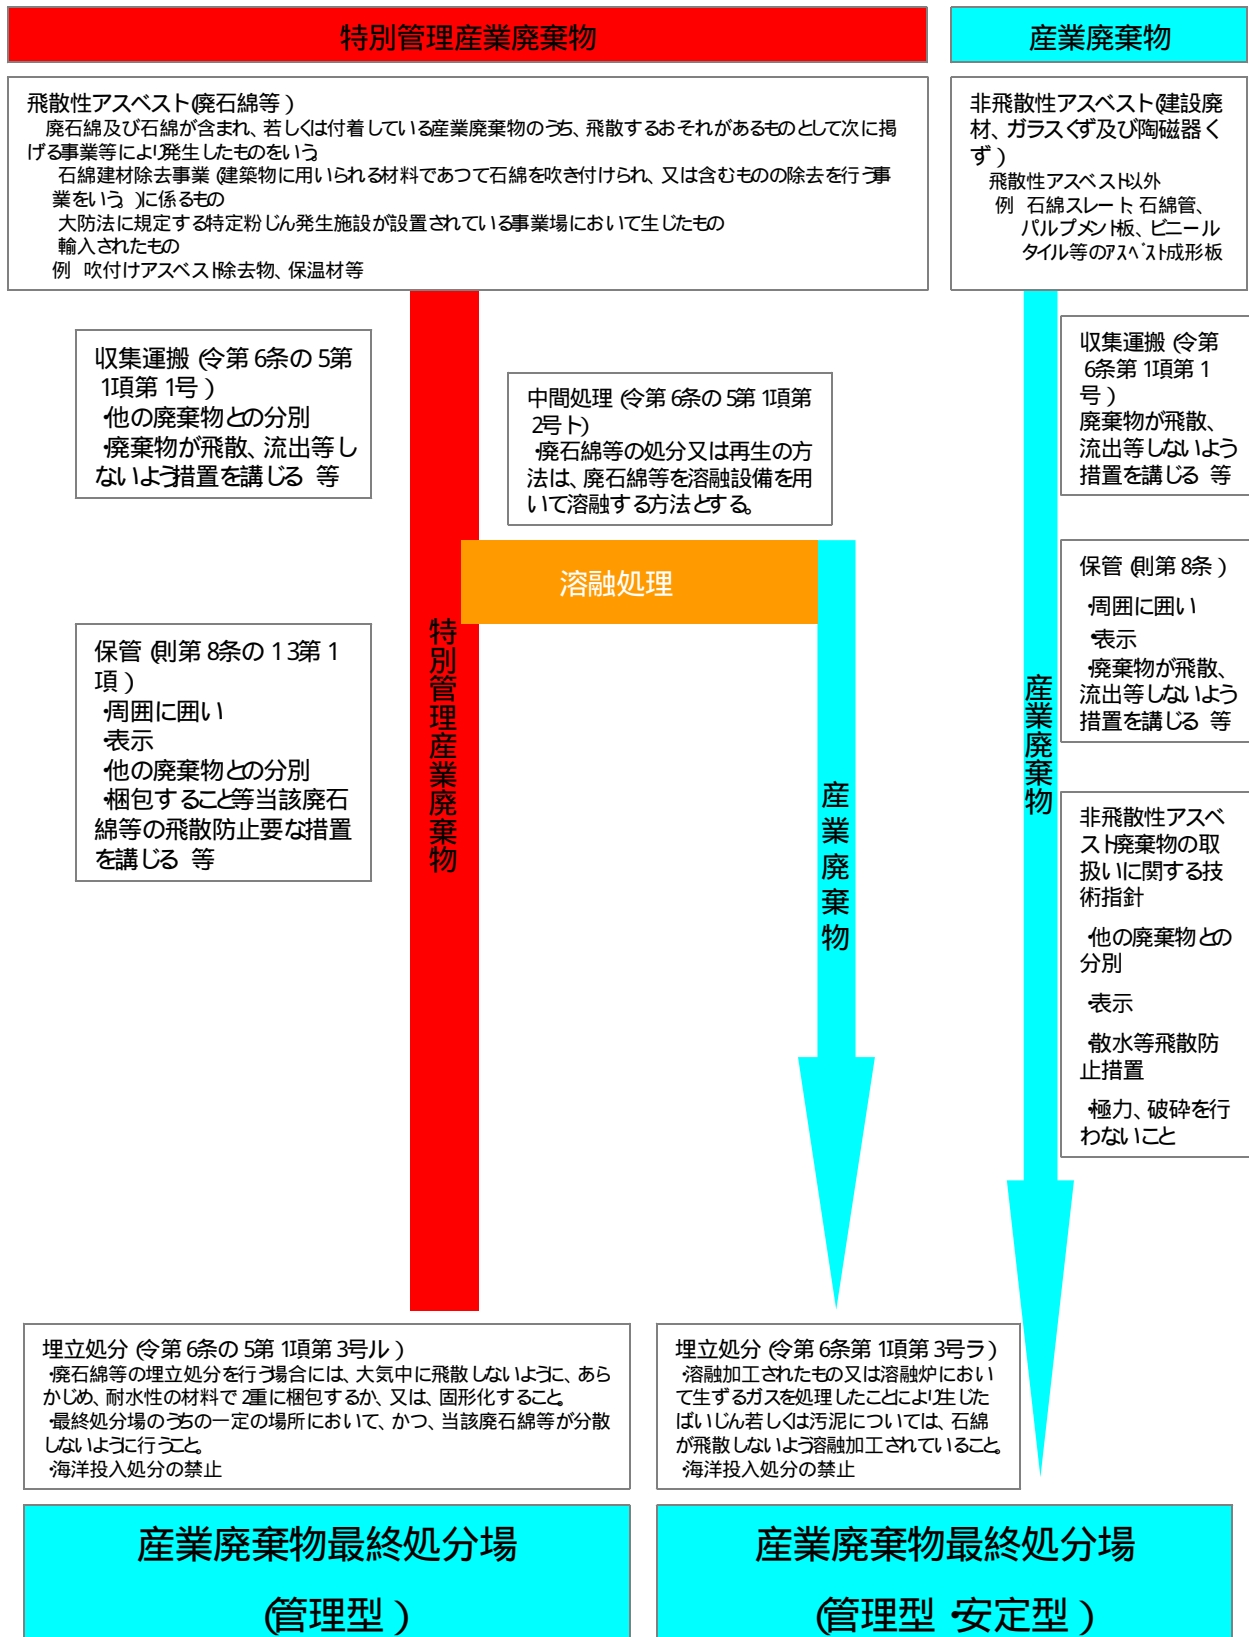 特別管理産業廃棄物
産業廃棄物
飛散性アスベスト(廃石綿等)
廃石綿及び石綿が含まれ、若しくは付着している産業廃棄物のうち、飛散するおそれがあるものとして次に掲
げる事業等により発生したものをいう
石綿建材除去事業(建築物に用いられる材料であつて石綿を吹き付けられ、又は含むものの除去を行う事
業をいう。)に係るもの
大防法に規定する特定粉じん発生施設が設置されている事業場において生じたもの
輸入されたもの
例 吹付けアスベスト除去物、保温材等
非飛散性アスベスト(建設廃
材、ガラスくず及び陶磁器く
ず)
飛散性アスベスト以外
例 石綿スレート、石綿管、
パルプメント板、ビニール
タイル等のアスベスト成形板
収集運搬(令第6条の5第
1項第1号)
・他の廃棄物との分別
・廃棄物が飛散、流出等し
ないよう措置を講じる 等
中間処理(令第6条の5第1項第
2号ト)
・廃石綿等の処分又は再生の方
法は、廃石綿等を溶融設備を用
いて溶融する方法とする。
収集運搬(令第
6条第1項第1
号)
廃棄物が飛散、
流出等しないよう
措置を講じる 等
溶融処理
保管(則第8条)
・周囲に囲い
・表示
・廃棄物が飛散、
流出等しないよう
措置を講じる 等
保管(則第8条の13第1
項)
・周囲に囲い
・表示
・他の廃棄物との分別
・梱包すること等当該廃石
綿等の飛散防止要な措置
を講じる 等
特別管理産業廃棄物
産業廃棄物
産業廃棄物
非飛散性アスベ
スト廃棄物の取
扱いに関する技
術指針
・他の廃棄物との
分別
・表示
・散水等飛散防
止措置
・極力、破砕を行
わないこと
埋立処分(令第6条の5第1項第3号ル)
・廃石綿等の埋立処分を行う場合には、大気中に飛散しないように、あら
かじめ、耐水性の材料で2重に梱包するか、又は、固形化すること。
・最終処分場のうちの一定の場所において、かつ、当該廃石綿等が分散
しないように行うこと。
・海洋投入処分の禁止
埋立処分(令第6条第1項第3号ラ)
・溶融加工されたもの又は溶融炉におい
て生ずるガスを処理したことにより生じた
ばいじん若しくは汚泥については、石綿
が飛散しないよう溶融加工されていること。
・海洋投入処分の禁止
産業廃棄物最終処分場
(管理型)
産業廃棄物最終処分場
(管理型・安定型)